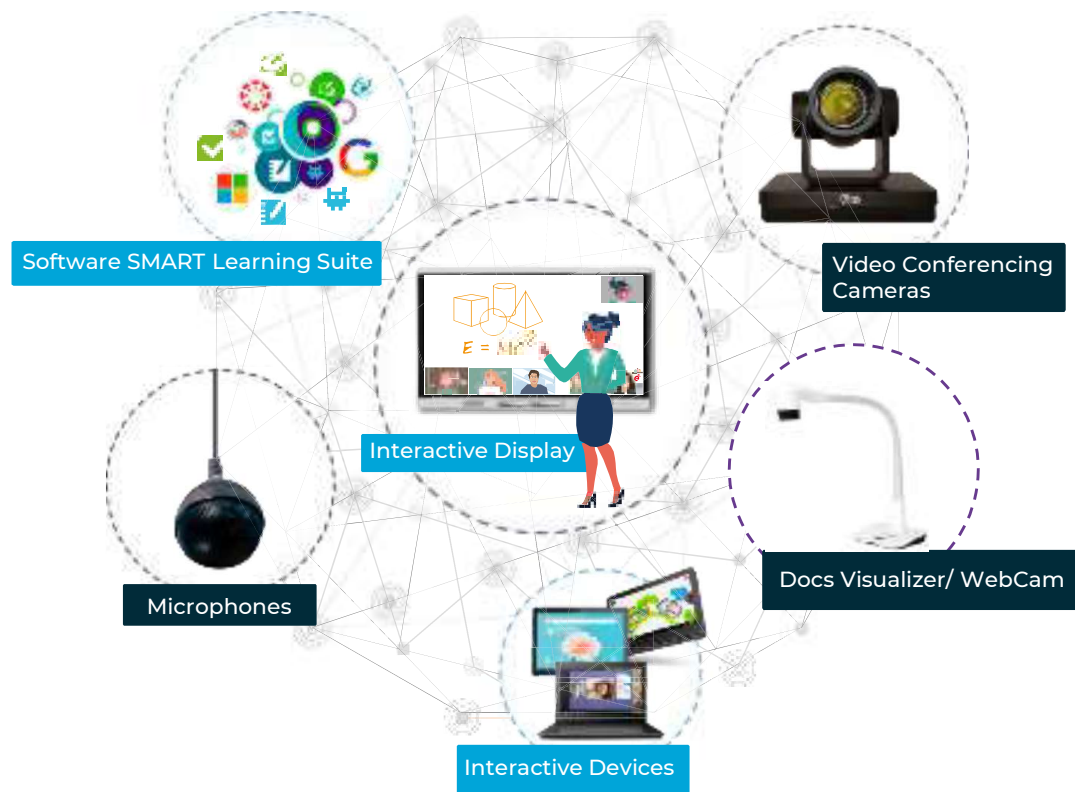 Software SMART Learning Suite
Video Conferencing
Cameras
E =
Interactive Display
Docs Visualizer/ WebCam
Microphones
Interactive Devices